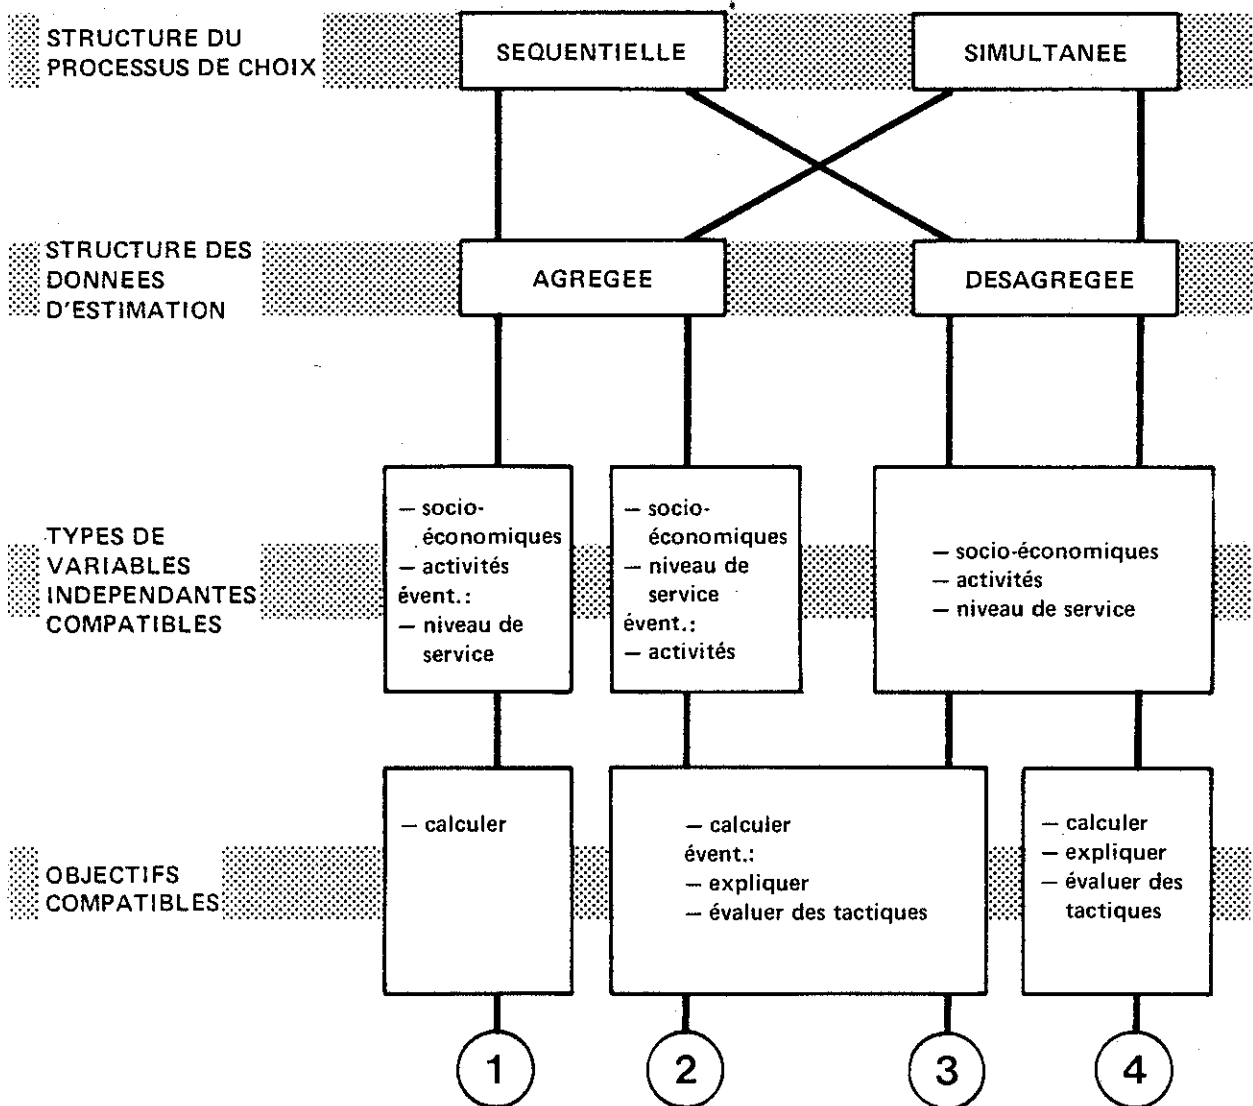 STRUCTURE DU
PROCESSUS DE CHOIX
SEQUENTIELLE
SIMULTANEE
STRUCTURE DES
DONNEES
D'ESTIMATION
AGREGEE
DESAGREGEE
TYPES DE
VARIABLES
INDEPENDANTES
COMPATIBLES
– socio-
économiques
– activités
évent.:
– niveau de
service
– socio-
économiques
– niveau de
service
évent.:
– activités
– socio-économiques
– activités
– niveau de service
OBJECTIFS
COMPATIBLES
– calculer
– calculer
évent.:
– expliquer
– évaluer des tactiques
– calculer
– expliquer
– évaluer des
tactiques
1
2
3
4